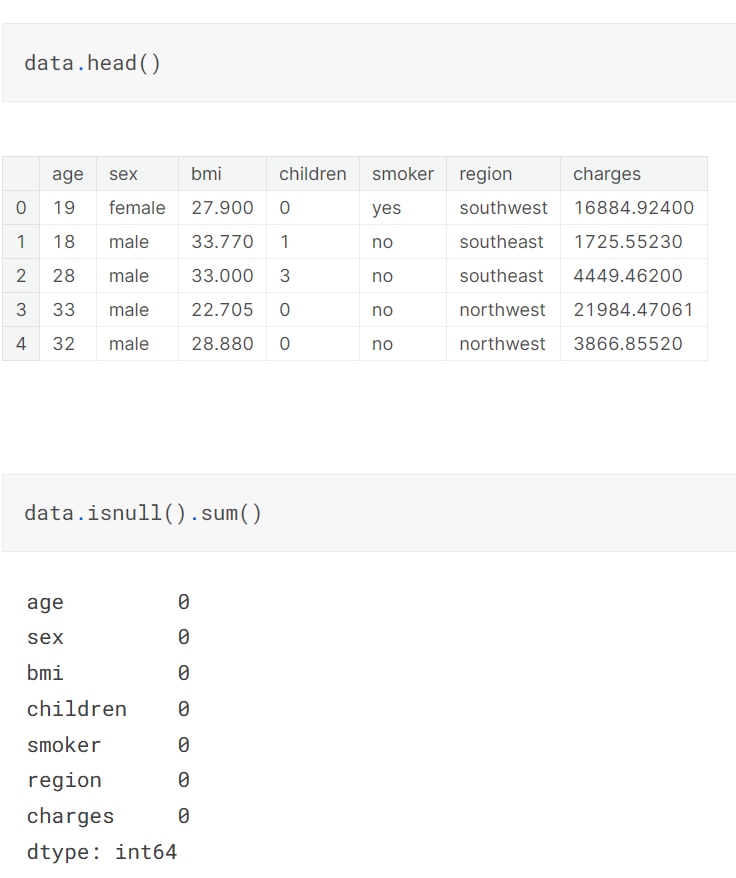 data.head()
age sex bmi children smoker region charges
0 19 female 27.900 0 yes southwest 16884.92400
1 18 male 33.770 1 no southeast 1725.55230
2 28 male 33.000 3 no southeast 4449.46200
3 33 male 22.705 0 no northwest 21984.47061
4 32 male 28.880 0 no northwest 3866.85520
data.isnull().sum()
age 0
sex 0
bmi 0
children 0
smoker 0
region 0
charges 0
dtype: int64